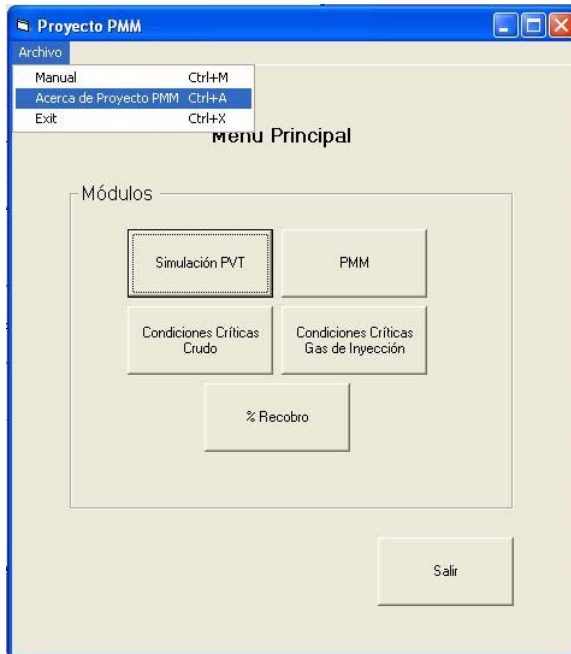 Proyecto PMM
Archivo
Manual Ctrl+M
Acerca de Proyecto PMM Ctrl+A
Exit Ctrl+X
Menu Principal
Módulos
Simulación PVT
PMM
Condiciones Críticas
Crudo
Condiciones Críticas
Gas de Inyección
% Recobro
Salir